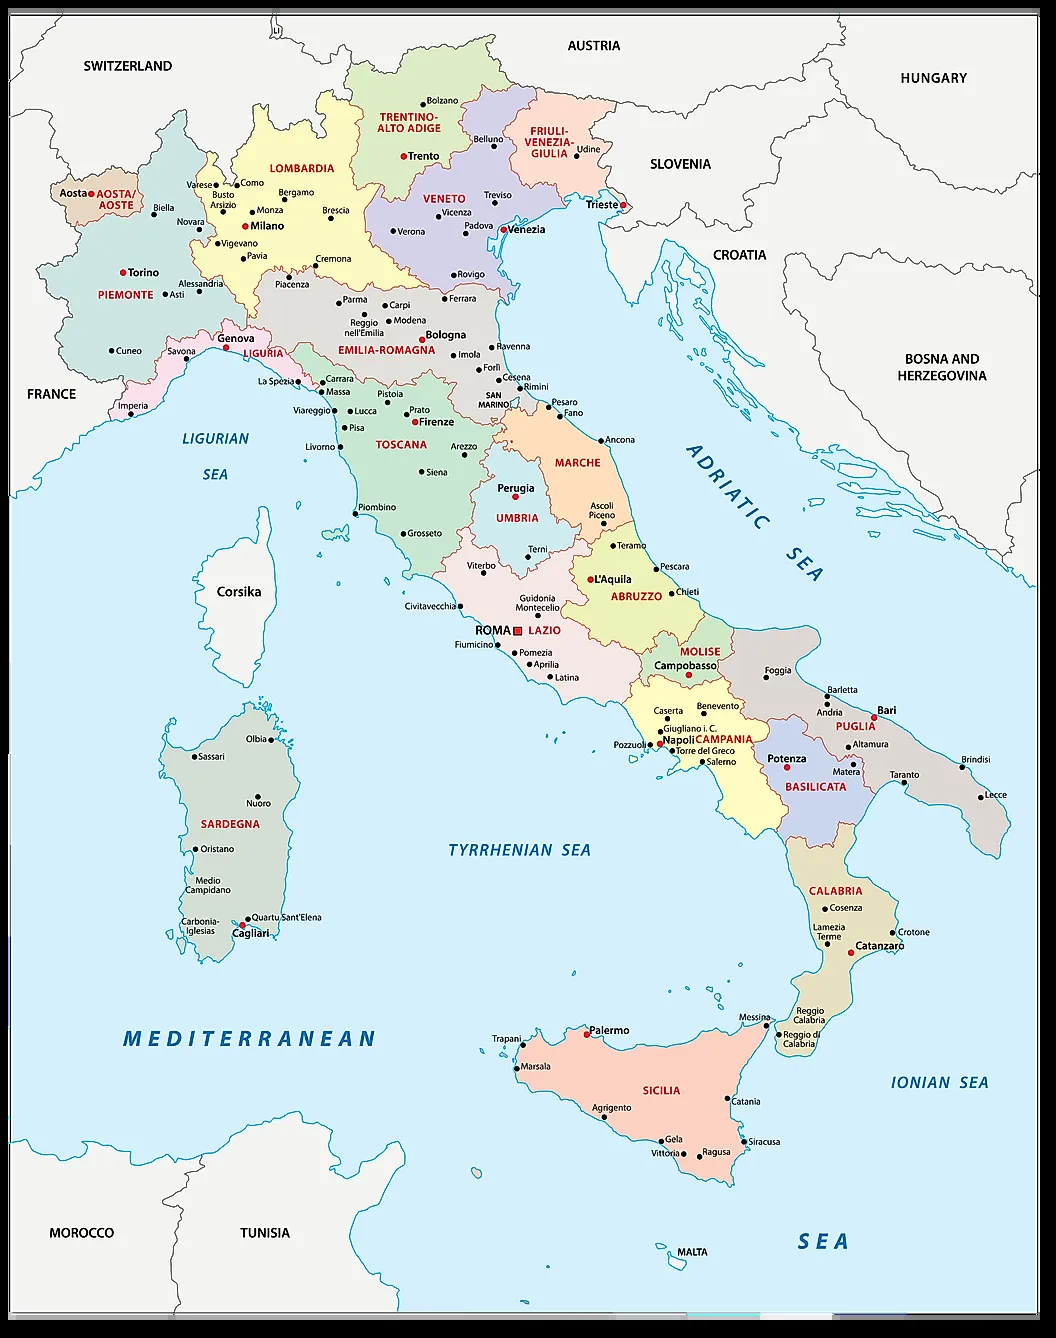 LI
AUSTRIA
SWITZERLAND
HUNGARY
Bolzano
TRENTINO-
ALTO ADIGE
FRIULI-
VENEZIA-
GIULIA
Belluno
Udine
Trento
SLOVENIA
LOMBARDIA
Aosta
AOSTA/
AOSTE
Varese
Como
Busto
Arsizio
Bergamo
VENETO
Treviso
Trieste
Biella
Monza
Brescia
Vicenza
Novara
Milano
Verona
Padova
Venezia
Vigevano
Pavia
Cremona
CROATIA
Torino
Rovigo
PIEMONTE
Asti
Alessandria
Piacenza
Parma
Carpi
Ferrara
Reggio
nell'Emilia
Modena
Genova
Bologna
Cuneo
Savona
LIGURIA
EMILIA-ROMAGNA
Imola
Ravenna
Forlì
BOSNA AND
HERZEGOVINA
La Spezia
Carrara
Massa
Cesena
Rimini
FRANCE
Imperia
Pistoia
SAN
MARINO
Pesaro
Fano
Viareggio
Lucca
Prato
Firenze
Pisa
LIGURIAN
SEA
Livorno
TOSCANA
Arezzo
Ancona
MARCHE
Siena
ADRIATIC SEA
Perugia
UMBRIA
Piombino
Ascoli
Piceno
Grosseto
Terni
Teramo
Viterbo
Pescara
L'Aquila
ABRUZZO
Chieti
Corsika
Civitavecchia
Guidonia
Montecelio
ROMA
LAZIO
Fiumicino
Pomezia
Aprilia
Latina
MOLISE
Campobasso
Foggia
Caserta
Benevento
Barletta
Andria
Bari
PUGLIA
Giugliano i. C.
Pozzuoli
Napoli
CAMPANIA
Torre del Greco
Salerno
Altamura
Olbia
Sassari
Potenza
Matera
BASILICATA
Brindisi
Taranto
Lecce
Nuoro
SARDEGNA
Oristano
TYRRHENIAN SEA
Medio
Campidano
Carbonia-
Iglesias
Quartu Sant'Elena
Cagliari
CALABRIA
Cosenza
Lamezia
Terme
Crotone
Catanzaro
Reggio
Calabria
Reggio di
Calabria
MEDITERRANEAN
Messina
Palermo
Trapani
Marsala
SICILIA
Catania
Agrigento
IONIAN SEA
Gela
Vittoria
Ragusa
Siracusa
MOROCCO
TUNISIA
MALTA
SEA